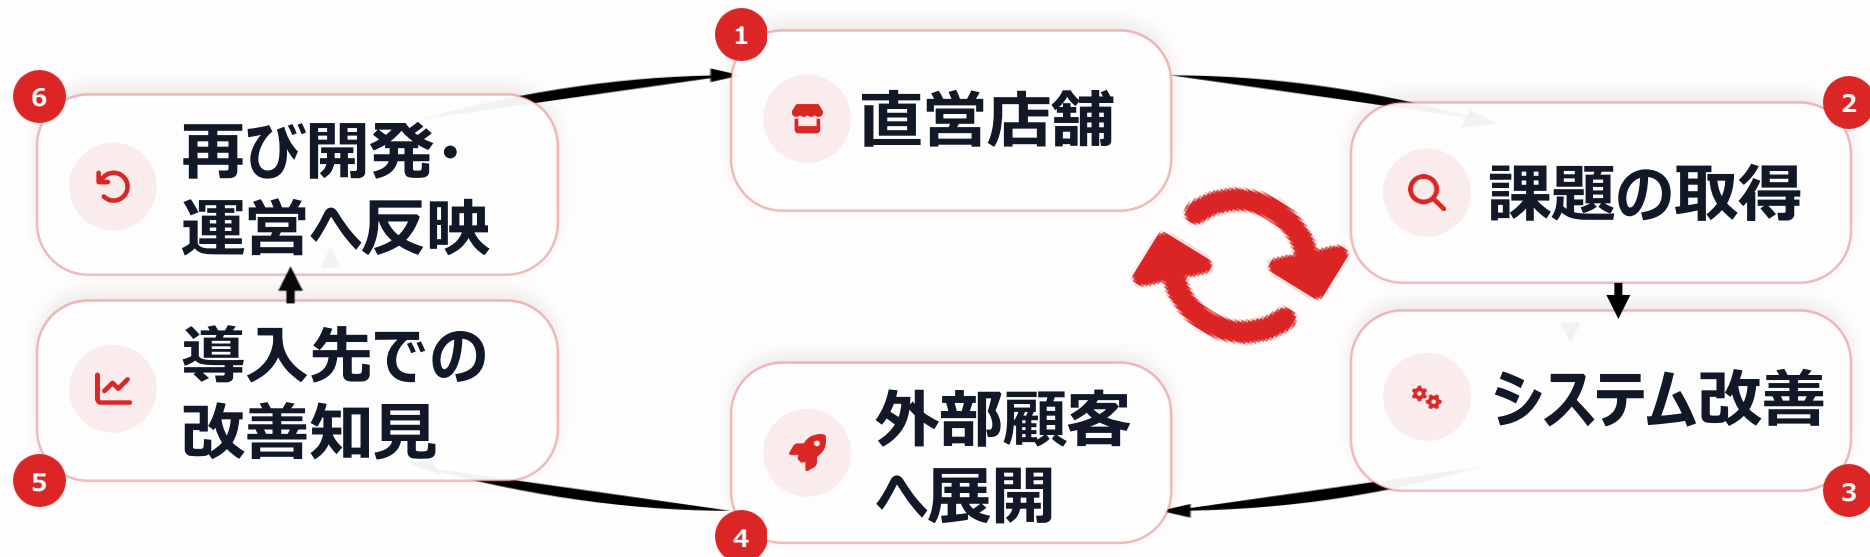 1
直営店舗
2
課題の取得
3
システム改善
4
外部顧客
へ展開
5
導入先での
改善知見
6
再び開発・
運営へ反映